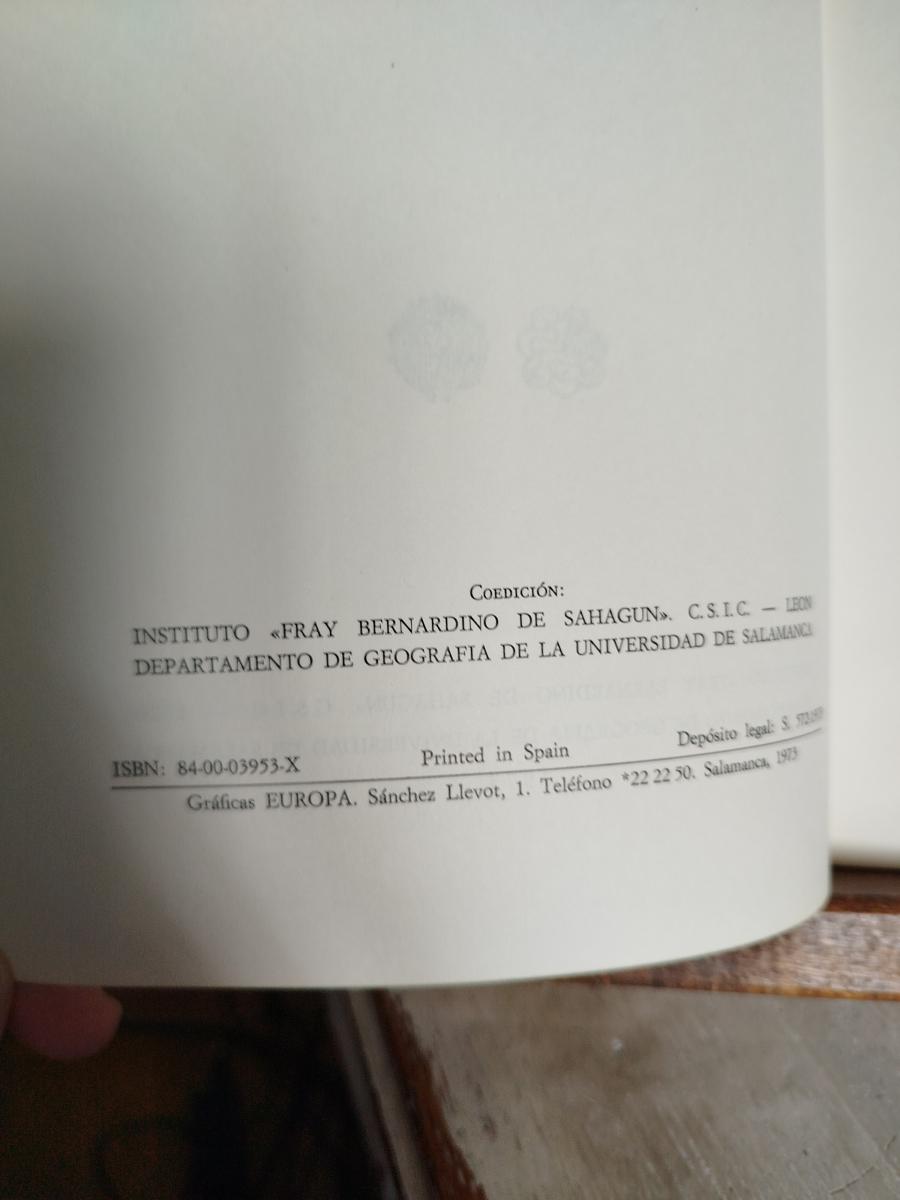 COEDICIÓN:
INSTITUTO «FRAY BERNARDINO DE SAHAGUN». C.S.I.C. — LEON
DEPARTAMENTO DE GEOGRAFIA DE LA UNIVERSIDAD DE SALAMANCA
ISBN: 84-00-03953-X Printed in Spain Depósito legal: S.
Gráficas EUROPA. Sánchez Llevot, 1. Teléfono *22 22 50. Salamanca, 1973